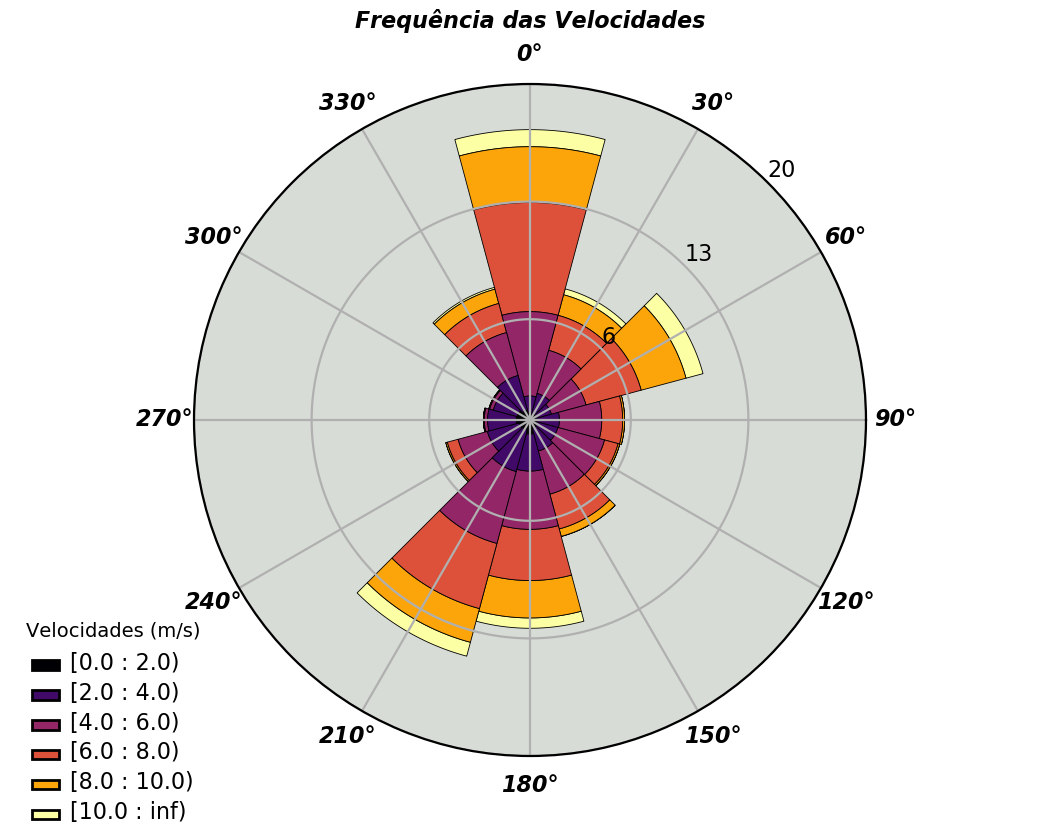 Frequência das Velocidades
0°
330°
30°
20
300°
60°
13
6
270°
90°
240°
120°
210°
150°
180°
Velocidades (m/s)
[0.0 : 2.0)
[2.0 : 4.0)
[4.0 : 6.0)
[6.0 : 8.0)
[8.0 : 10.0)
[10.0 : inf)